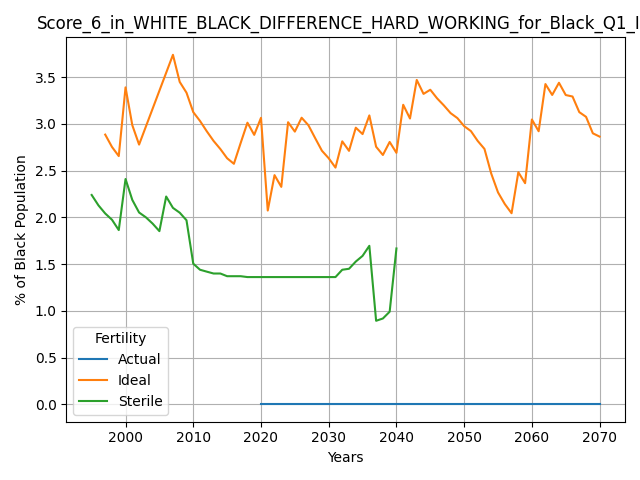 Score_6_in_WHITE_BLACK_DIFFERENCE_HARD_WORKING_for_Black_Q1_I
% of Black Population
3.5
3.0
2.5
2.0
1.5
1.0
0.5
0.0
Fertility
Actual
Ideal
Sterile
2000 2010 2020 2030 2040 2050 2060 2070
Years